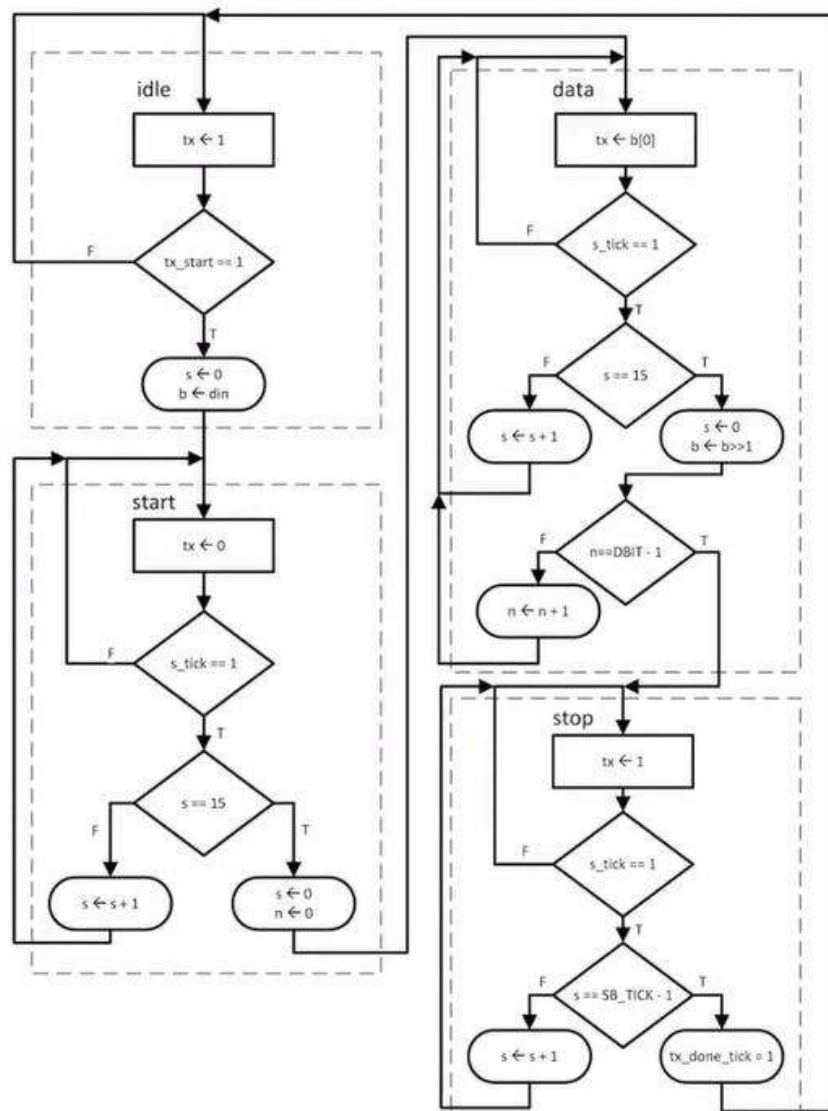 idle
tx ← 1
tx_start == 1
F
T
s ← 0
b ← din
start
tx ← 0
s_tick == 1
F
T
s == 15
F
T
s ← s + 1
s ← 0
n ← 0
data
tx ← b[0]
s_tick == 1
F
T
s == 15
F
T
s ← s + 1
s ← 0
b ← b>>1
n==DBIT - 1
F
T
n ← n + 1
stop
tx ← 1
s_tick == 1
F
T
s == SB_TICK - 1
F
T
s ← s + 1
tx_done_tick = 1